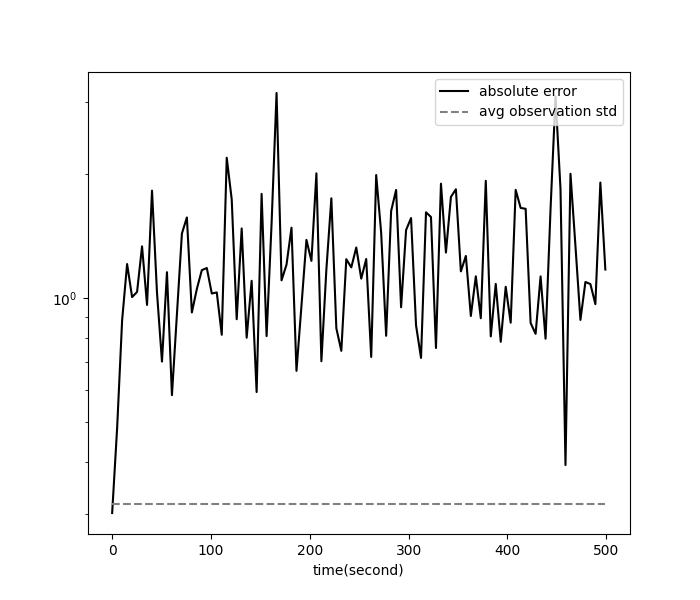 absolute error
avg observation std
10^0
0 100 200 300 400 500
time(second)